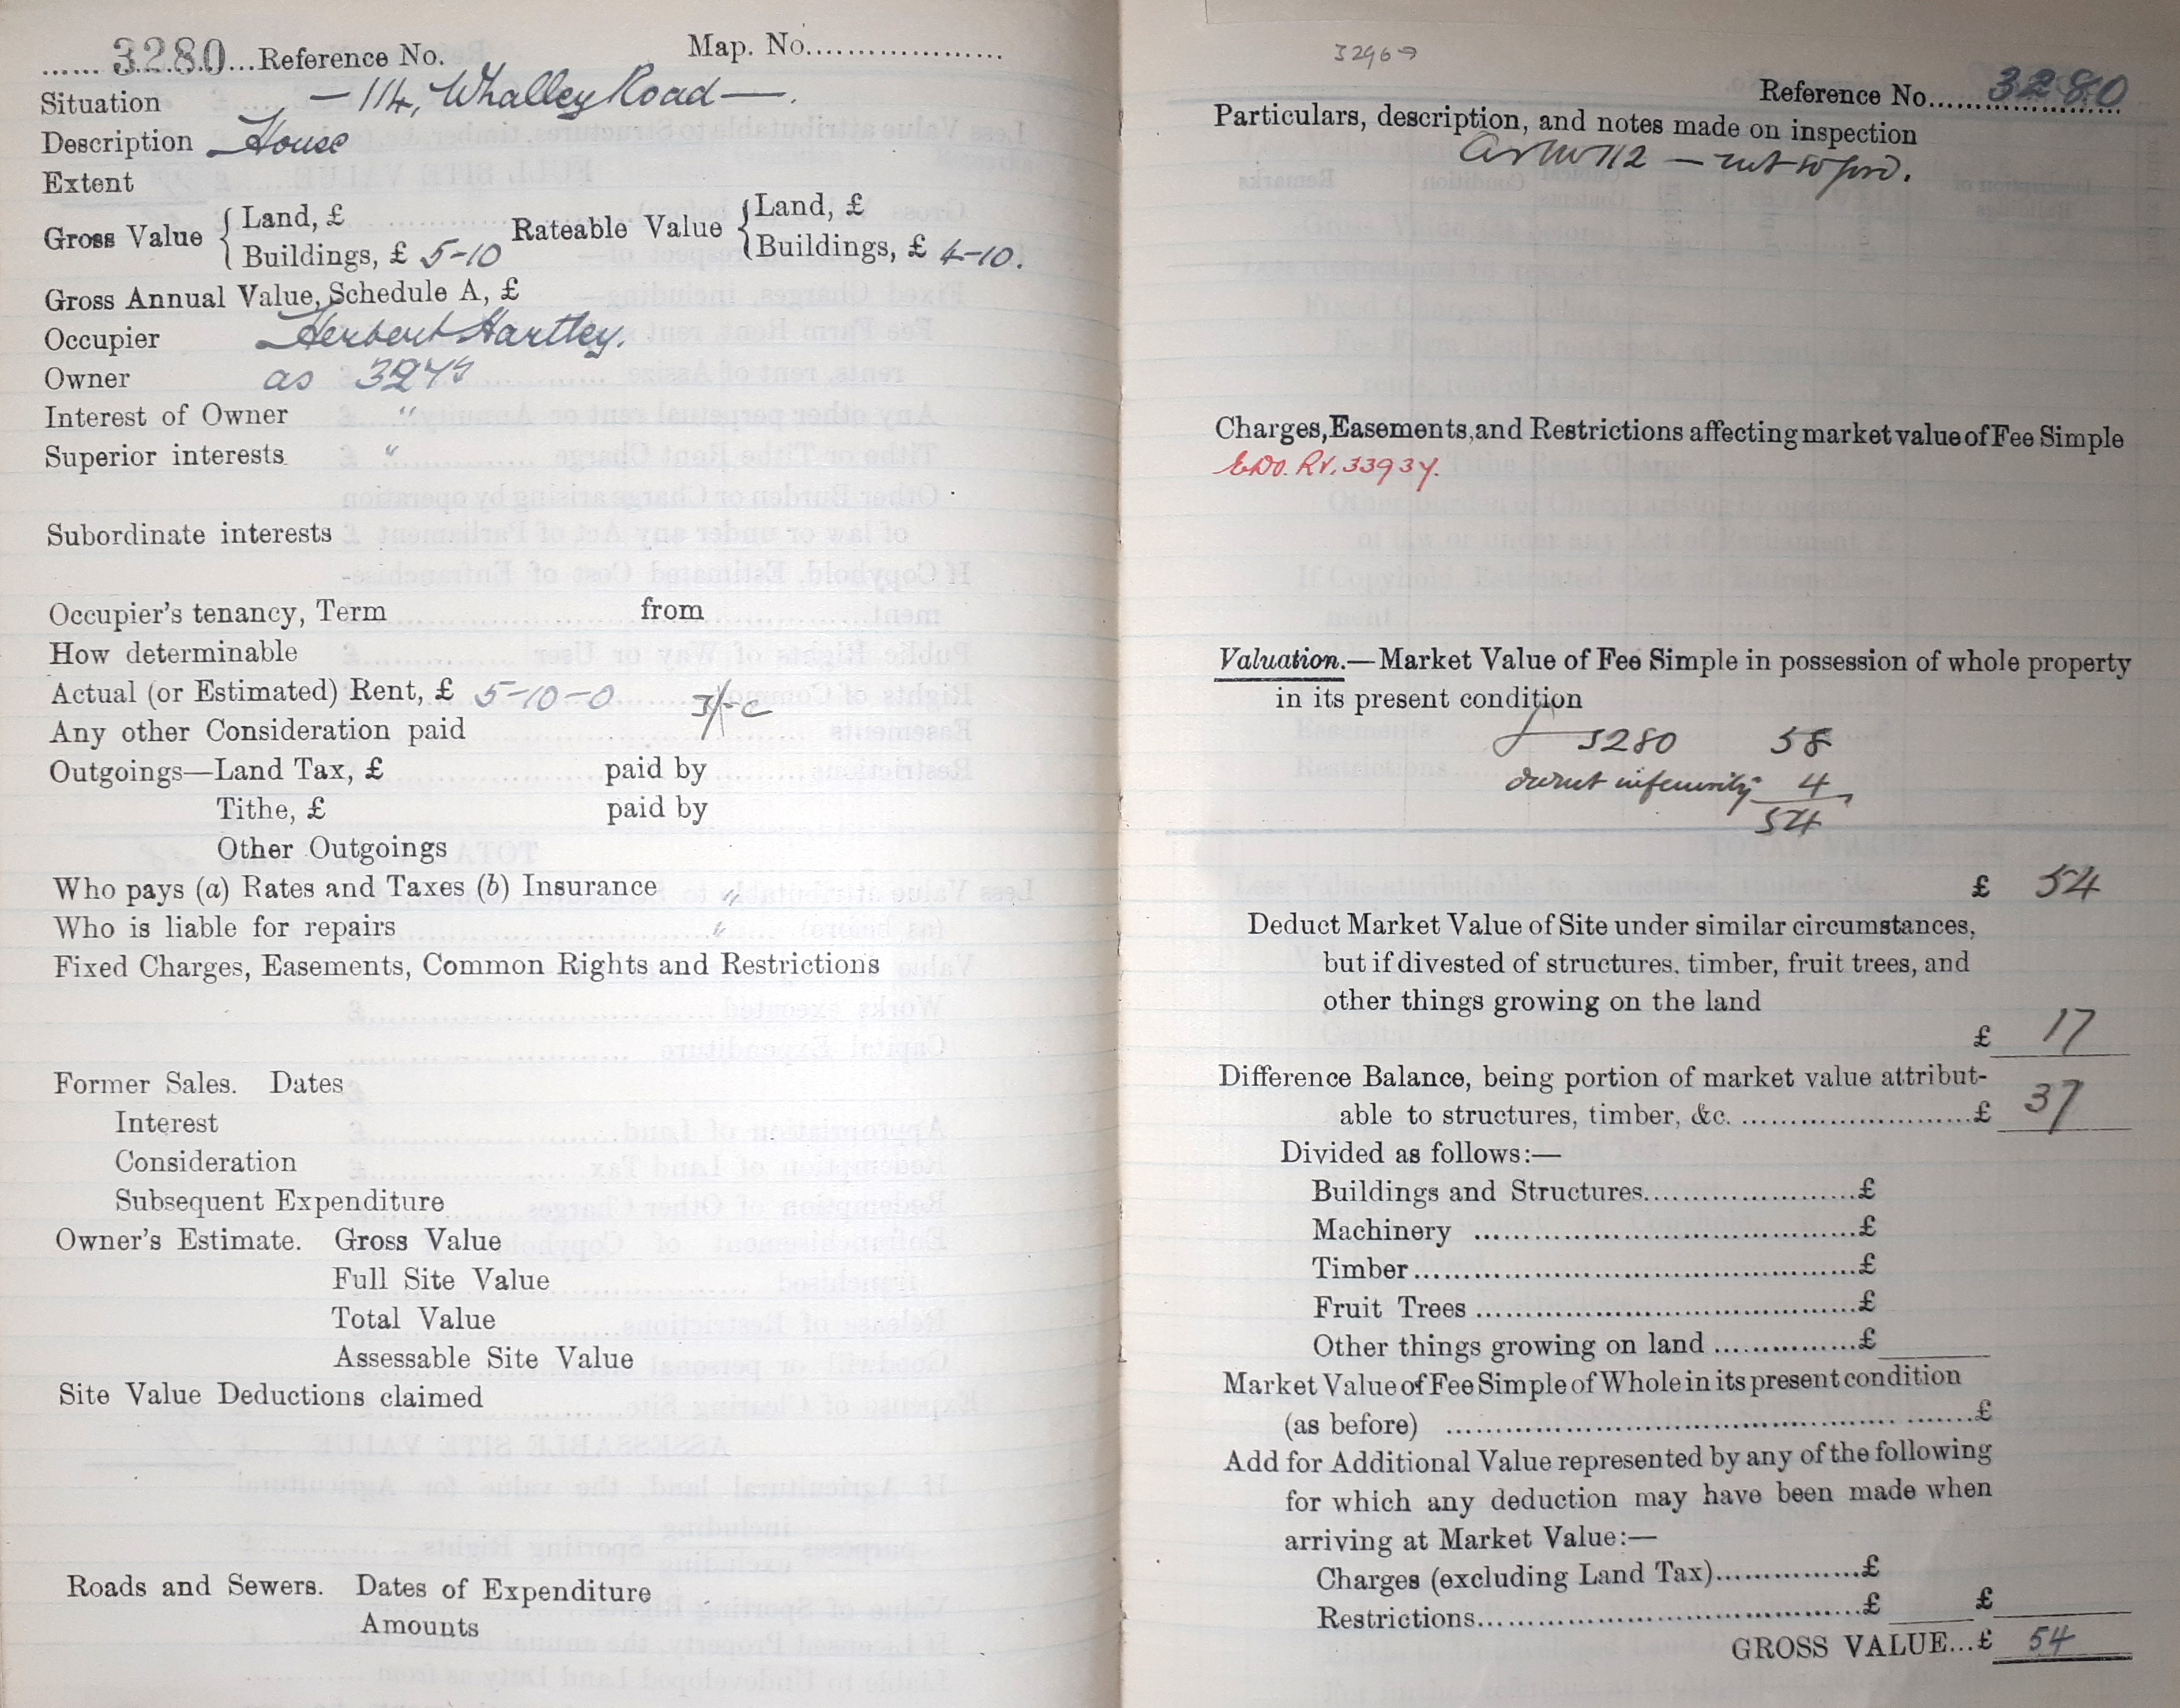 ...... 3280...Reference No. Map. No....................
Situation — 114, Whalley Road —.
Description House
Extent
Gross Value { Land, £ Rateable Value { Land, £
Buildings, £ 5-10 Buildings, £ 4-10.
Gross Annual Value, Schedule A, £
Occupier Herbert Hartley.
Owner as
Interest of Owner "
Superior interests "
Subordinate interests
Occupier's tenancy, Term from
How determinable
Actual (or Estimated) Rent, £ 5-10-0 3/- c
Any other Consideration paid
Outgoings—Land Tax, £ paid by
Tithe, £ paid by
Other Outgoings
Who pays (a) Rates and Taxes (b) Insurance "
Who is liable for repairs "
Fixed Charges, Easements, Common Rights and Restrictions
Former Sales. Dates
Interest
Consideration
Subsequent Expenditure
Owner's Estimate. Gross Value
Full Site Value
Total Value
Assessable Site Value
Site Value Deductions claimed
Roads and Sewers. Dates of Expenditure
Amounts
3296
Reference No. 3280
Particulars, description, and notes made on inspection
As No 112 — not so good.
Charges, Easements, and Restrictions affecting market value of Fee Simple
Valuation.—Market Value of Fee Simple in possession of whole property
in its present condition
3280 58
4
54
£ 54
Deduct Market Value of Site under similar circumstances,
but if divested of structures, timber, fruit trees, and
other things growing on the land
£ 17
Difference Balance, being portion of market value attribut-
able to structures, timber, &c. ........................£ 37
Divided as follows:—
Buildings and Structures......................£
Machinery ........................................£
Timber..............................................£
Fruit Trees .......................................£
Other things growing on land ...............£
Market Value of Fee Simple of Whole in its present condition
(as before) ........................................................£
Add for Additional Value represented by any of the following
for which any deduction may have been made when
arriving at Market Value:—
Charges (excluding Land Tax)...............£
Restrictions.......................................£ £
GROSS VALUE...£ 54